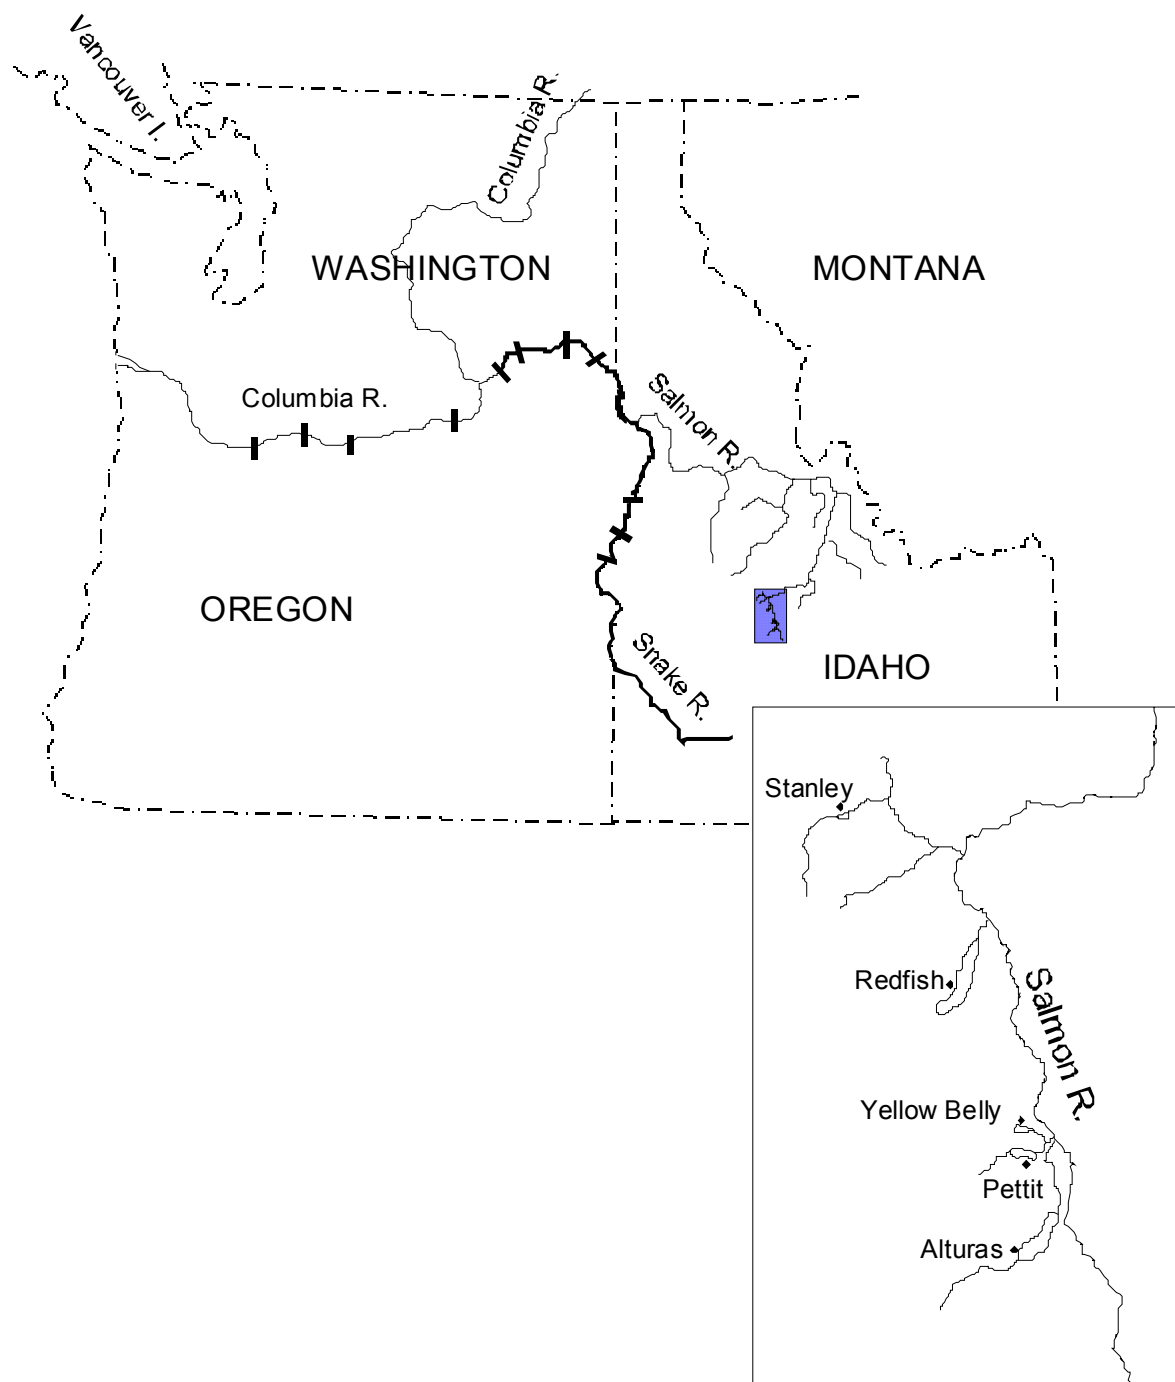 Vancouver I.
Columbia R.
WASHINGTON
MONTANA
Columbia R.
Salmon R.
OREGON
Snake R.
IDAHO
Stanley
Redfish
Salmon R.
Yellow Belly
Pettit
Alturas